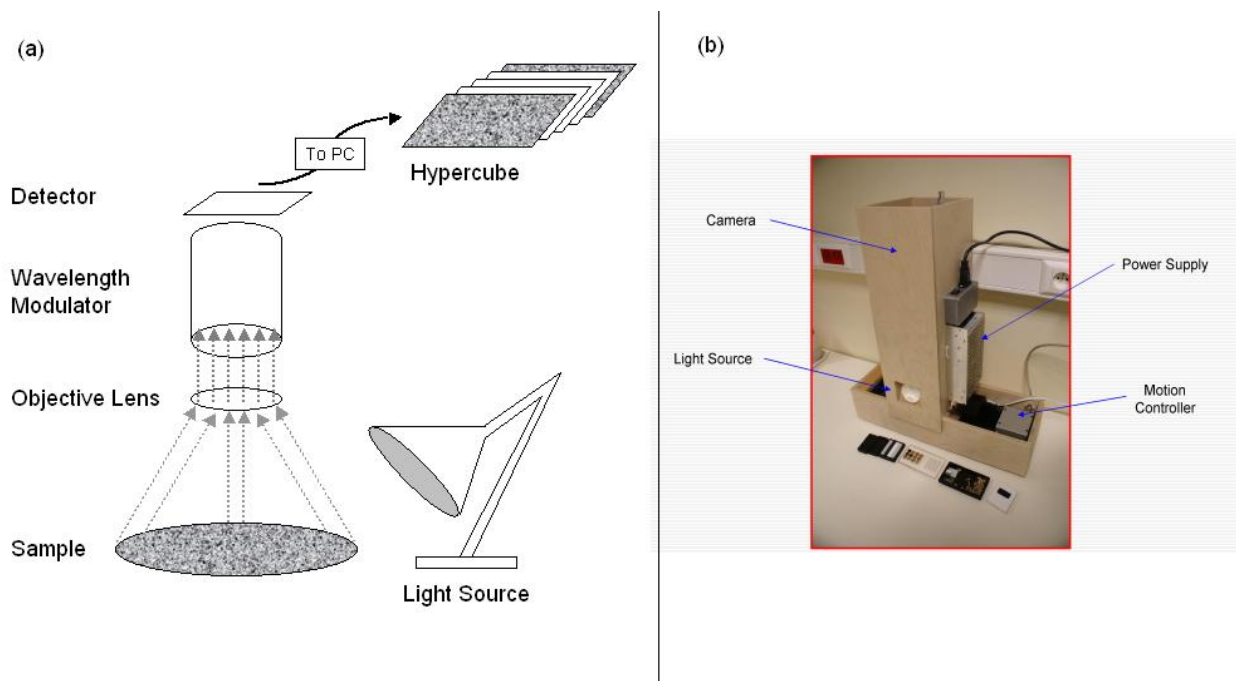 (a)
To PC
Hypercube
Detector
Wavelength
Modulator
Objective Lens
Sample
Light Source
(b)
Camera
Power Supply
Light Source
Motion
Controller